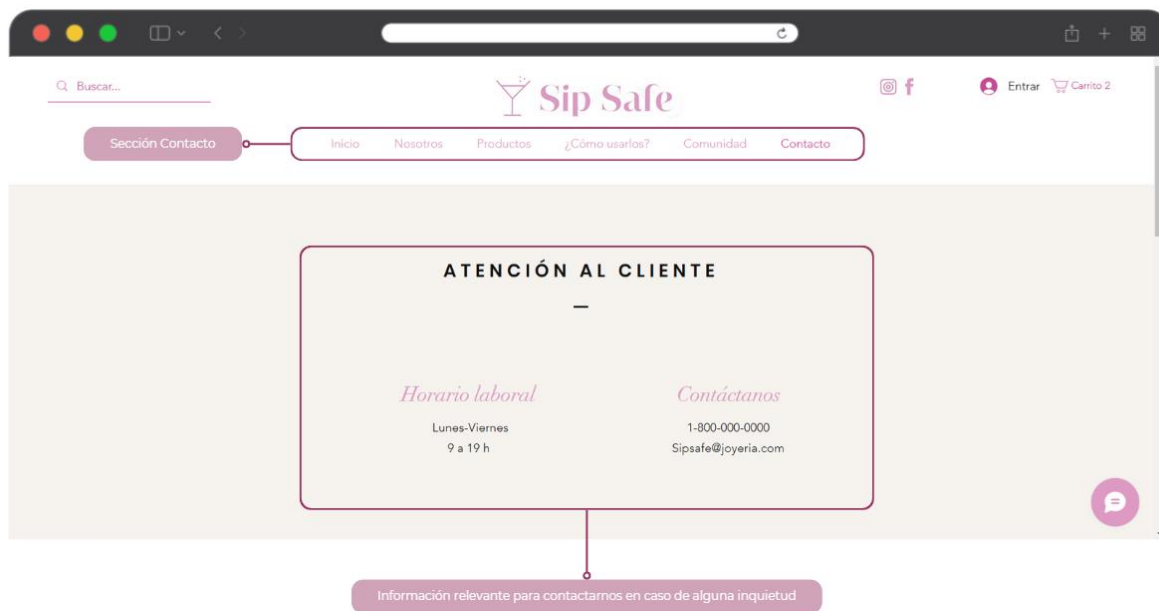 Buscar...
Sip Safe
Entrar
Carrito 2
Sección Contacto
Inicio Nosotros Productos ¿Cómo usarlos? Comunidad Contacto
ATENCIÓN AL CLIENTE
Horario laboral
Lunes-Viernes
9 a 19 h
Contáctanos
1-800-000-0000
Sipsafe@joyeria.com
Información relevante para contactarnos en caso de alguna inquietud